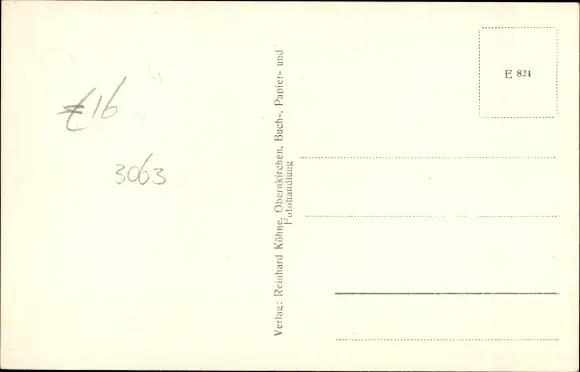 €16
3063
Verlag: Reinhard Köhne, Obernkirchen, Buch-, Papier- und
Fotohandlung
E 824